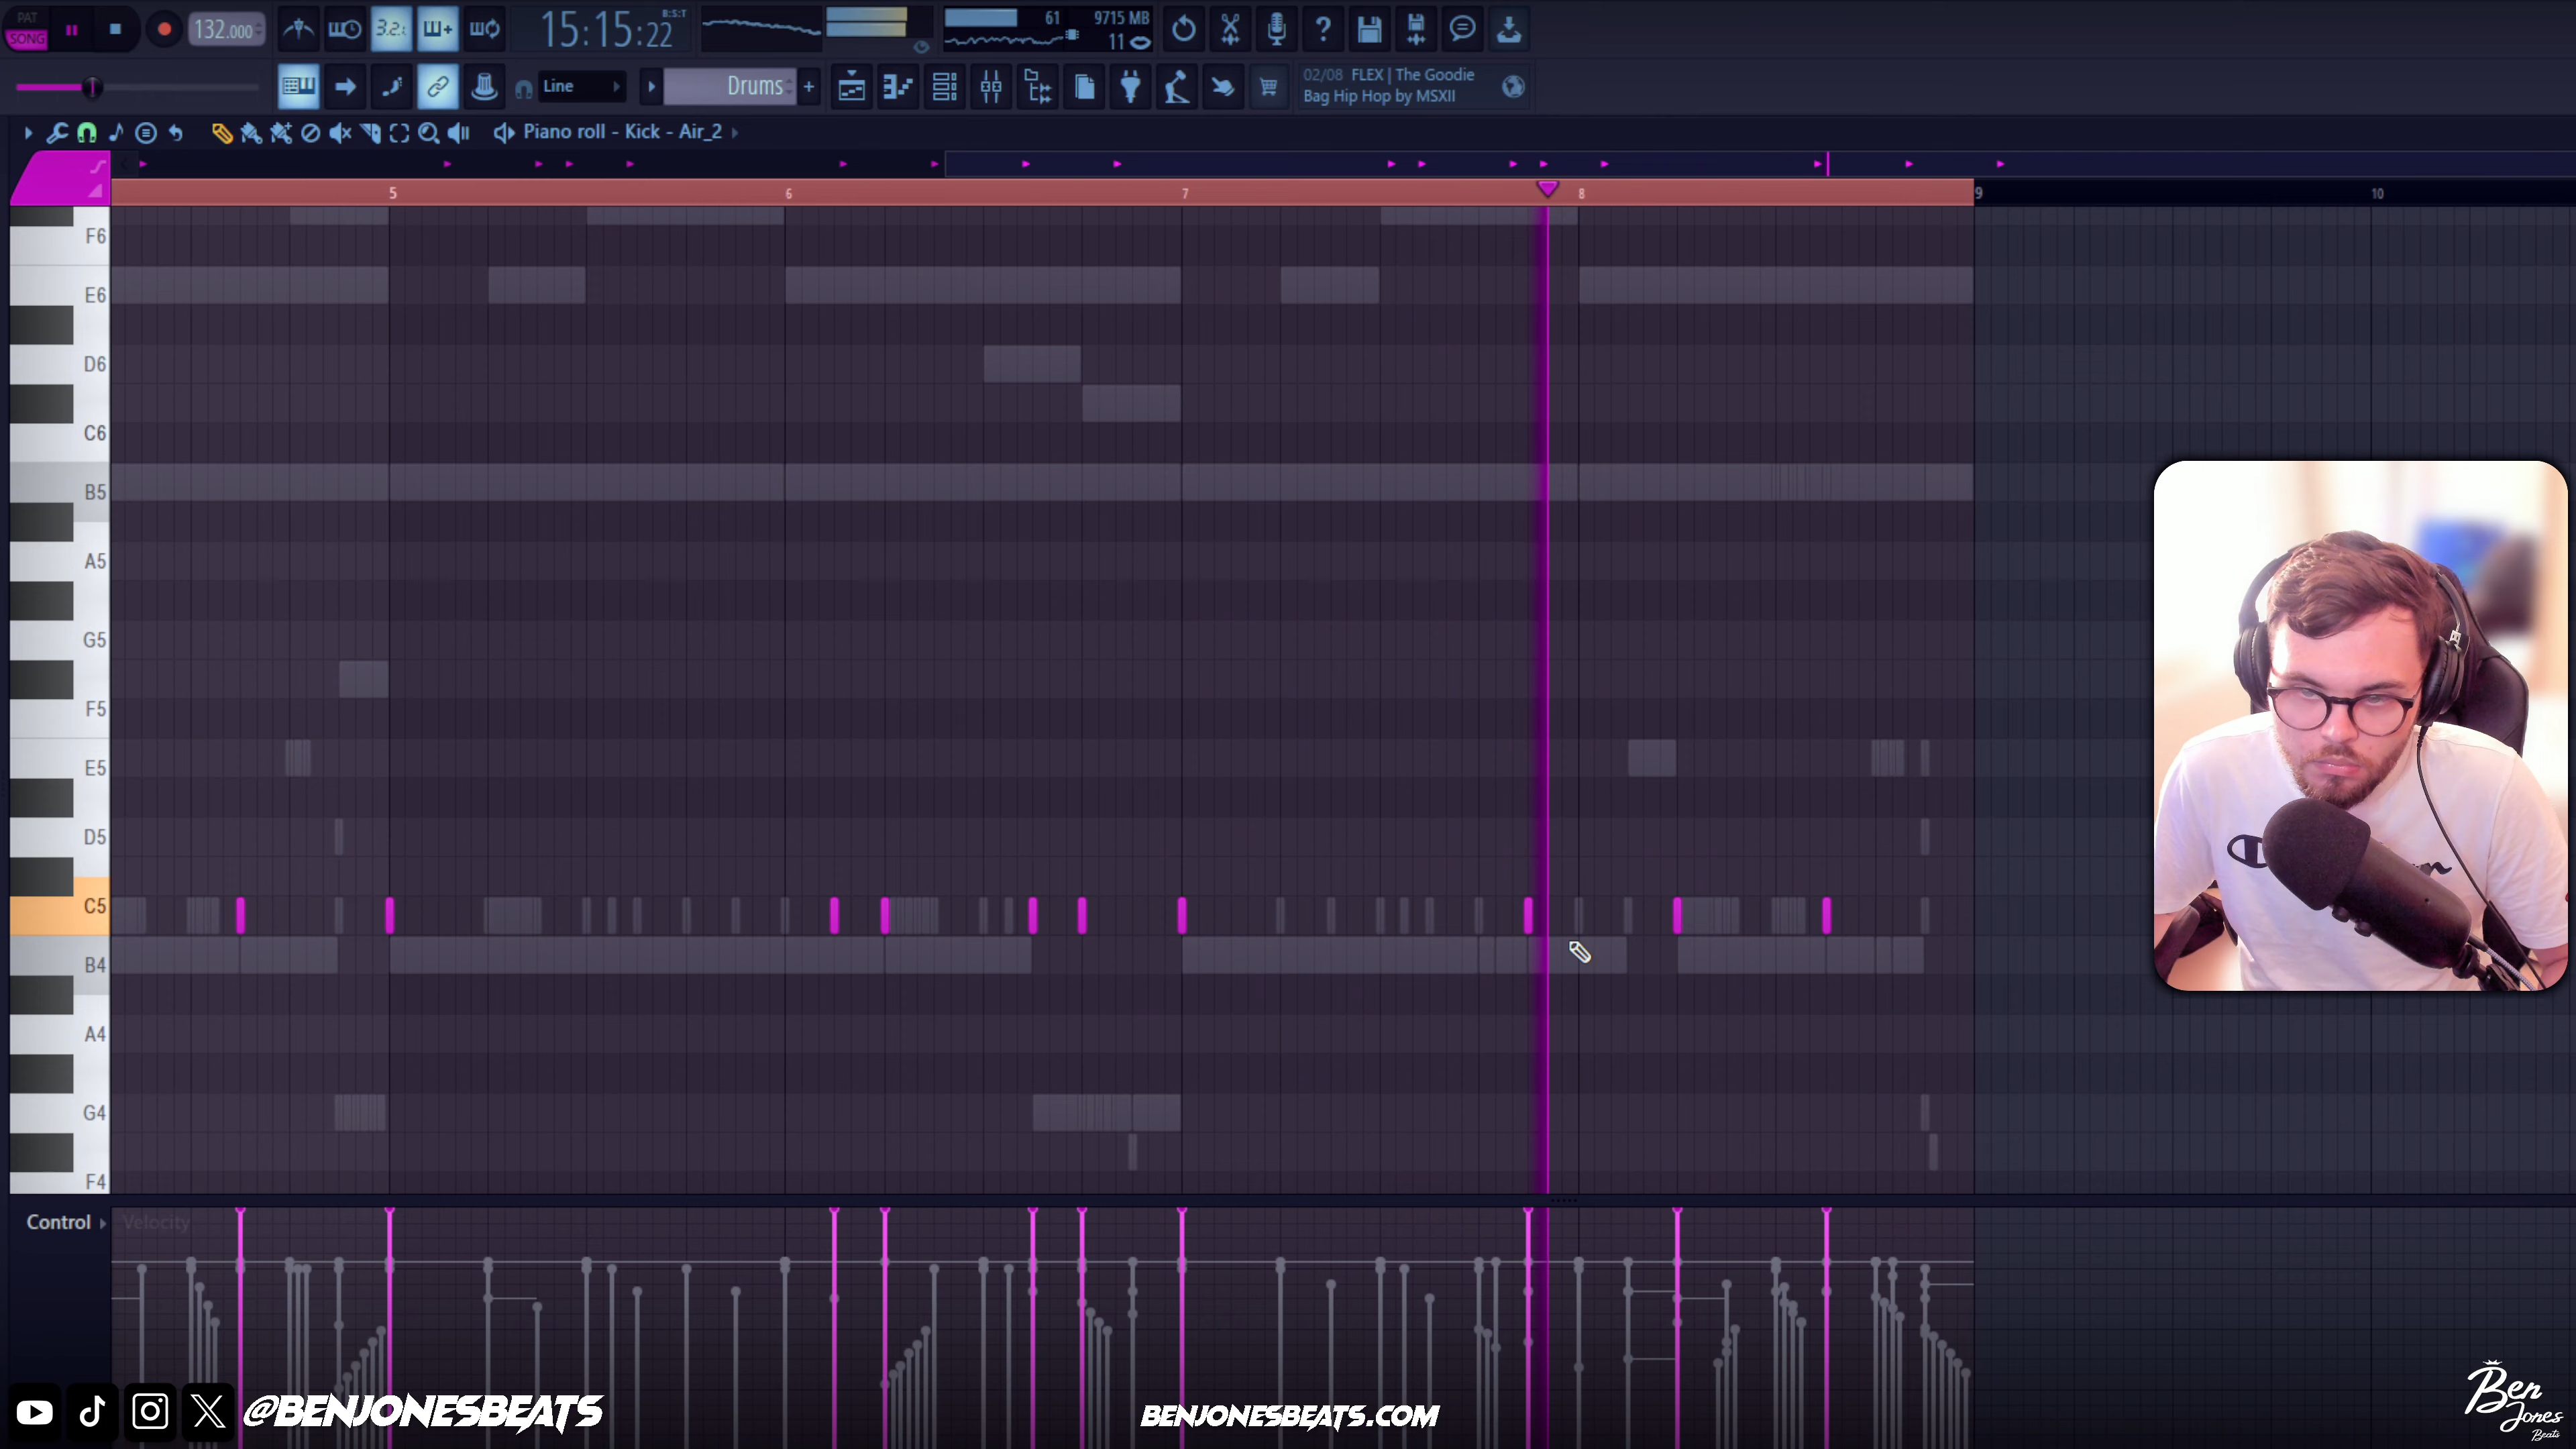 PAT
SONG
132.000
3.2.:
15:15:22
B:S:T
61
9715 MB
11
Line
Drums
02/08 FLEX | The Goodie
Bag Hip Hop by MSXII
Piano roll - Kick - Air_2
5
6
7
8
9
10
F6
E6
D6
C6
B5
A5
G5
F5
E5
D5
C5
B4
A4
G4
F4
Control
Velocity
@BENJONESBEATS
BENJONESBEATS.COM
Ben
Jones
Beats